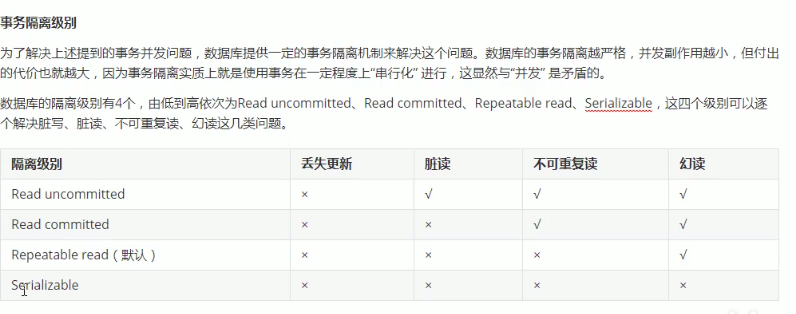 事务隔离级别
为了解决上述提到的事务并发问题，数据库提供一定的事务隔离机制来解决这个问题。数据库的事务隔离越严格，并发副作用越小，但付出
的代价也就越大，因为事务隔离实质上就是使用事务在一定程度上“串行化” 进行，这显然与“并发” 是矛盾的。
数据库的隔离级别有4个，由低到高依次为Read uncommitted、Read committed、Repeatable read、Serializable，这四个级别可以逐
个解决脏写、脏读、不可重复读、幻读这几类问题。
隔离级别 丢失更新 脏读 不可重复读 幻读
Read uncommitted × √ √ √
Read committed × × √ √
Repeatable read（默认） × × × √
Serializable × × × ×